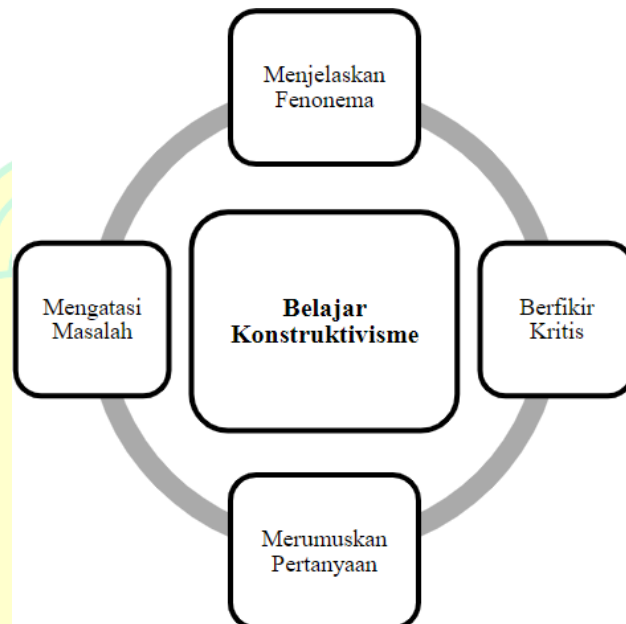 Menjelaskan
Fenonema
Mengatasi
Masalah
Belajar
Konstruktivisme
Berfikir
Kritis
Merumuskan
Pertanyaan